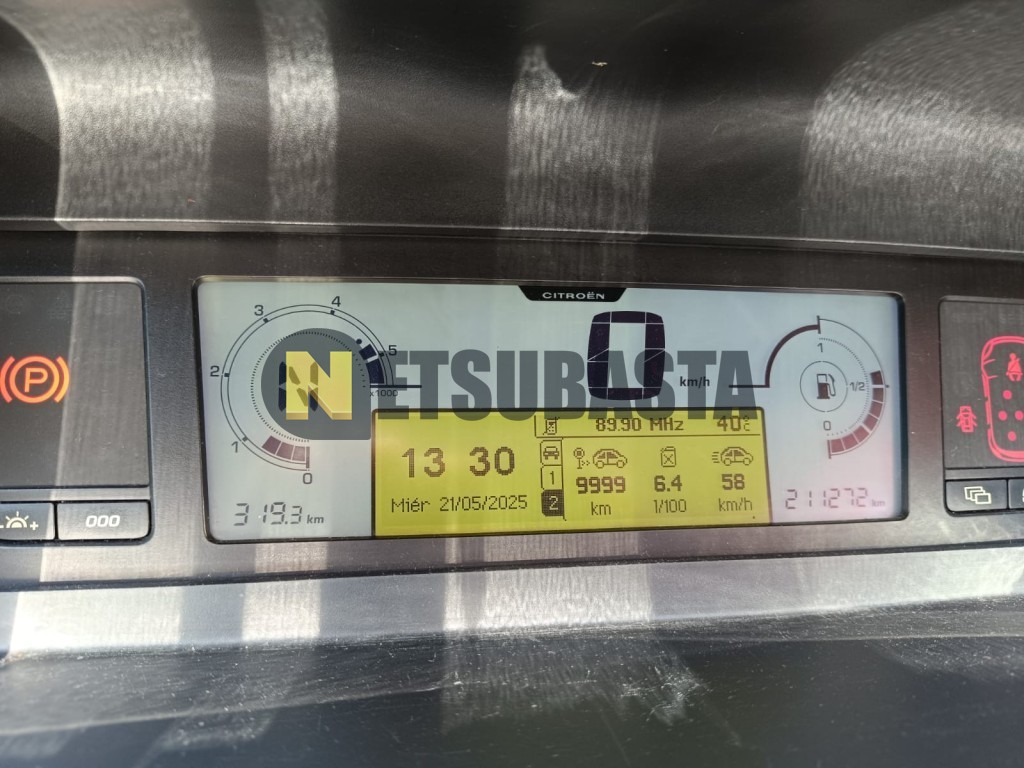 CITROËN
4
3
5
x1000
2
1
0
NETSUBASTA
km/h
1
1/2
0
89.90 MHz 40°C
13 30
1
2
9999 6.4 58
km 1/100 km/h
Miér 21/05/2025
319.3 km
211272 km
P
000